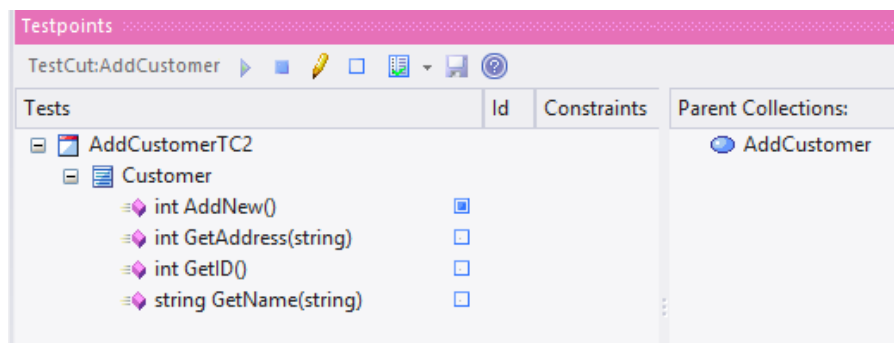 Testpoints
TestCut:AddCustomer
Tests Id Constraints Parent Collections:
AddCustomerTC2 AddCustomer
Customer
int AddNew()
int GetAddress(string)
int GetID()
string GetName(string)